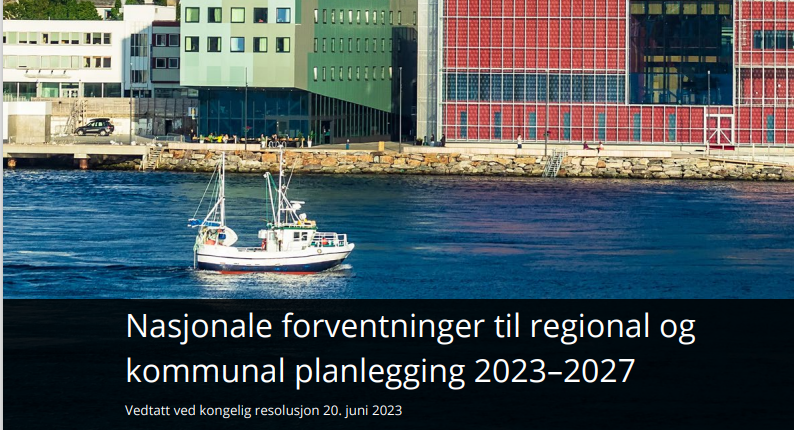 Nasjonale forventninger til regional og
kommunal planlegging 2023–2027
Vedtatt ved kongelig resolusjon 20. juni 2023